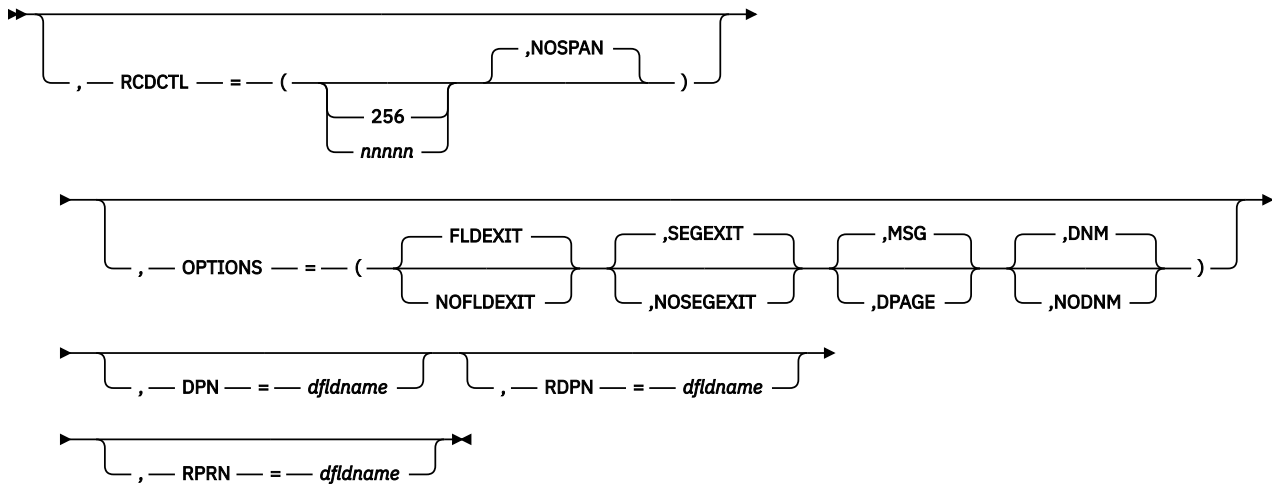 ,NOSPAN
, RCDCTL = ( )
256
nnnnn
FLDEXIT ,SEGEXIT ,MSG ,DNM
, OPTIONS = ( )
NOFLDEXIT ,NOSEGEXIT ,DPAGE ,NODNM
, DPN = dfldname , RDPN = dfldname
, RPRN = dfldname